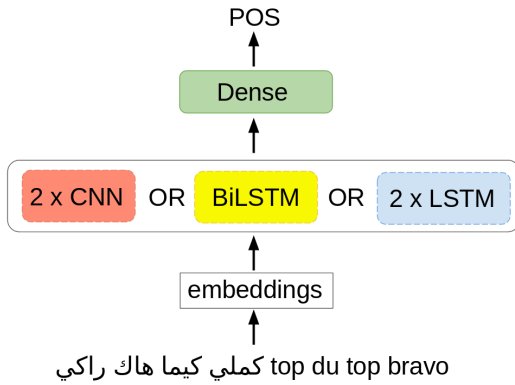 POS
Dense
2 x CNN OR BiLSTM OR 2 x LSTM
embeddings
كملي كيما هاك راكي top du top bravo